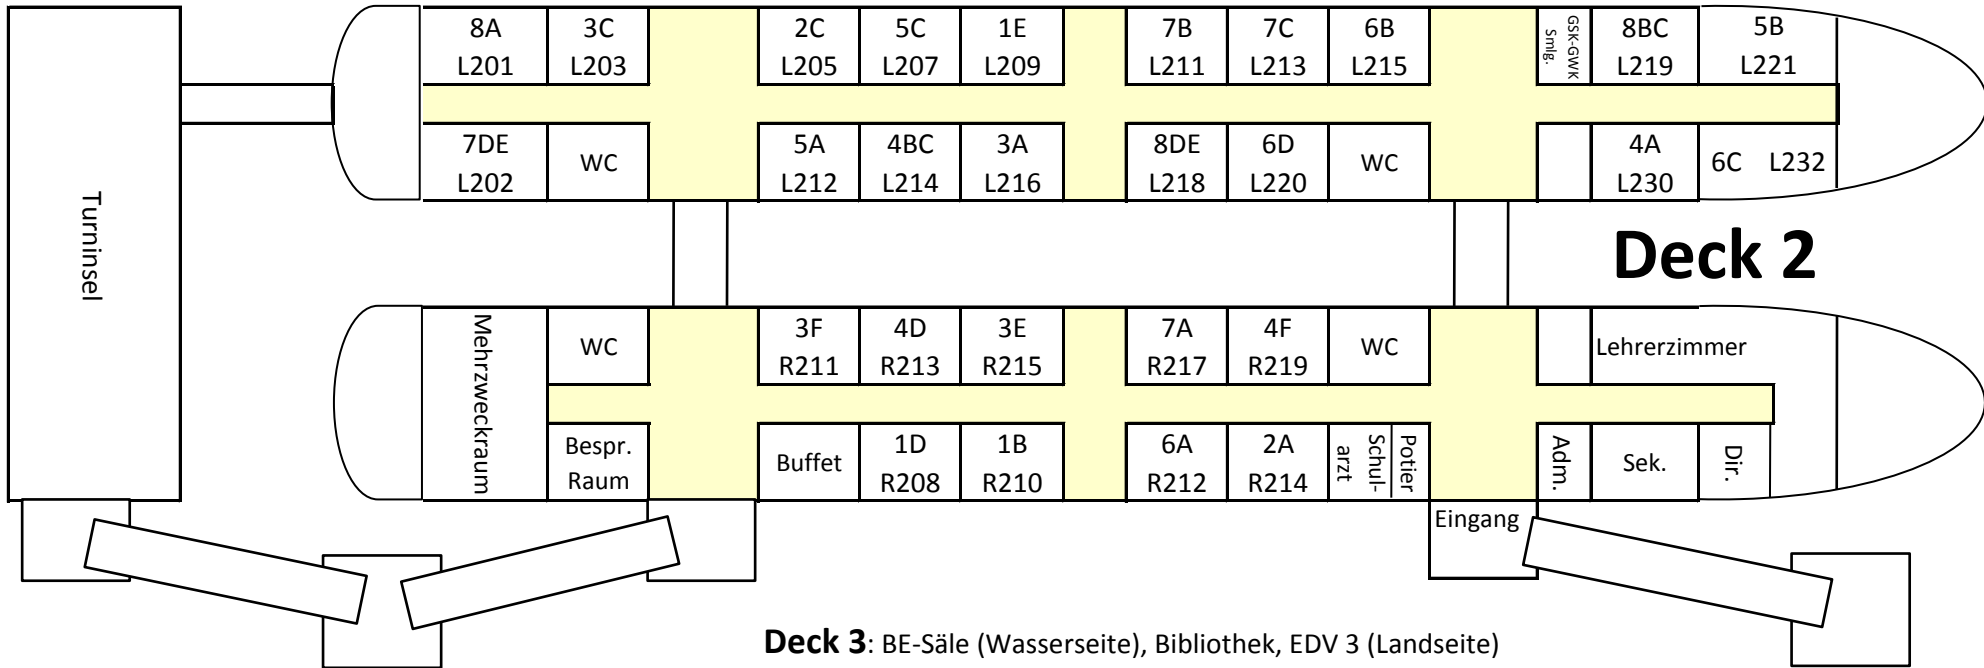 8A
L201
3C
L203
2C
L205
5C
L207
1E
L209
7B
L211
7C
L213
6B
L215
GSK-GWK
Smlg.
8BC
L219
5B
L221
7DE
L202
WC
5A
L212
4BC
L214
3A
L216
8DE
L218
6D
L220
WC
4A
L230
6C L232
Turninsel
Deck 2
Mehrzweckraum
WC
3F
R211
4D
R213
3E
R215
7A
R217
4F
R219
WC
Lehrerzimmer
Bespr.
Raum
Buffet
1D
R208
1B
R210
6A
R212
2A
R214
Schul-
arzt
Potier
Adm.
Sek.
Dir.
Eingang
Deck 3: BE-Säle (Wasserseite), Bibliothek, EDV 3 (Landseite)